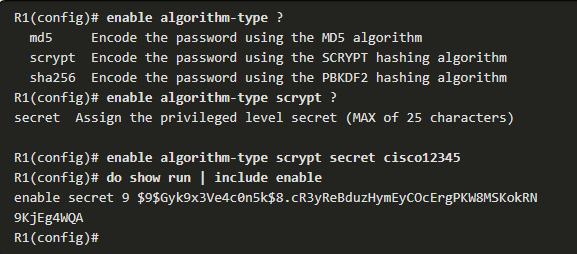 R1(config)# enable algorithm-type ?
  md5     Encode the password using the MD5 algorithm
  scrypt  Encode the password using the SCRYPT hashing algorithm
  sha256  Encode the password using the PBKDF2 hashing algorithm
R1(config)# enable algorithm-type scrypt ?
secret  Assign the privileged level secret (MAX of 25 characters)

R1(config)# enable algorithm-type scrypt secret cisco12345
R1(config)# do show run | include enable
enable secret 9 $9$Gyk9x3Ve4c0n5k$8.cR3yReBduzHymEyCOcErgPKW8MSKokRN
9KjEg4WQA
R1(config)#